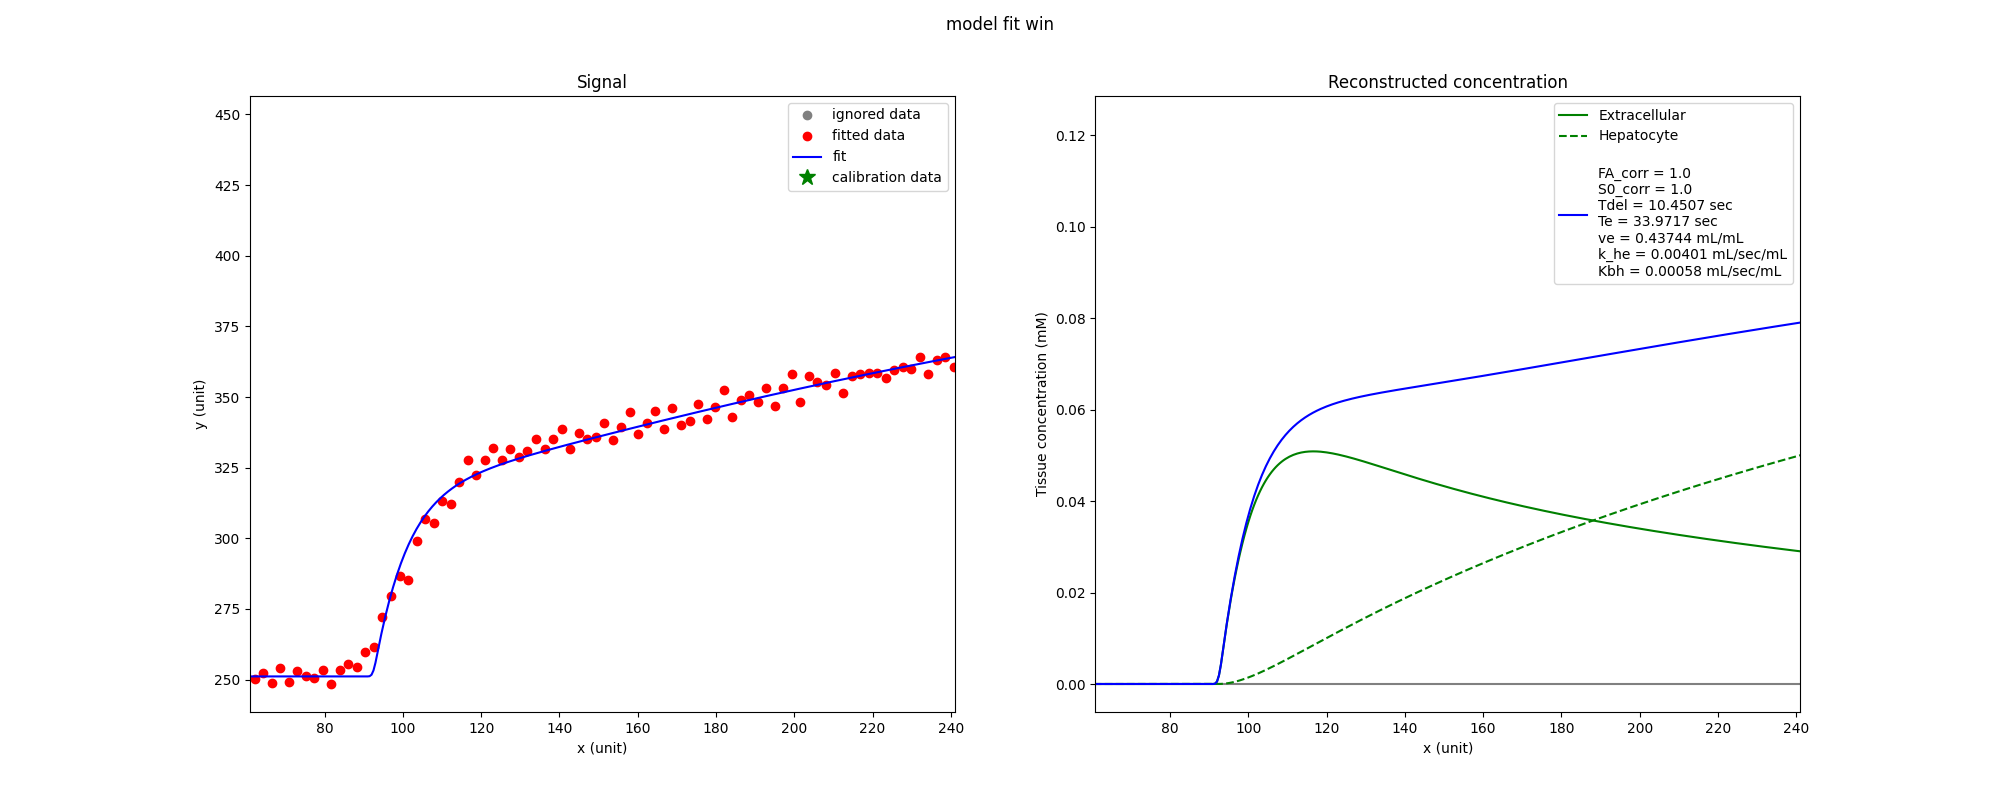 model fit win
Signal
450
425
400
375
350
325
300
275
250
y (unit)
80 100 120 140 160 180 200 220 240
x (unit)
ignored data
fitted data
fit
calibration data
Reconstructed concentration
0.12
0.10
0.08
0.06
0.04
0.02
0.00
Tissue concentration (mM)
80 100 120 140 160 180 200 220 240
x (unit)
Extracellular
Hepatocyte
FA_corr = 1.0
S0_corr = 1.0
Tdel = 10.4507 sec
Te = 33.9717 sec
ve = 0.43744 mL/mL
k_he = 0.00401 mL/sec/mL
Kbh = 0.00058 mL/sec/mL